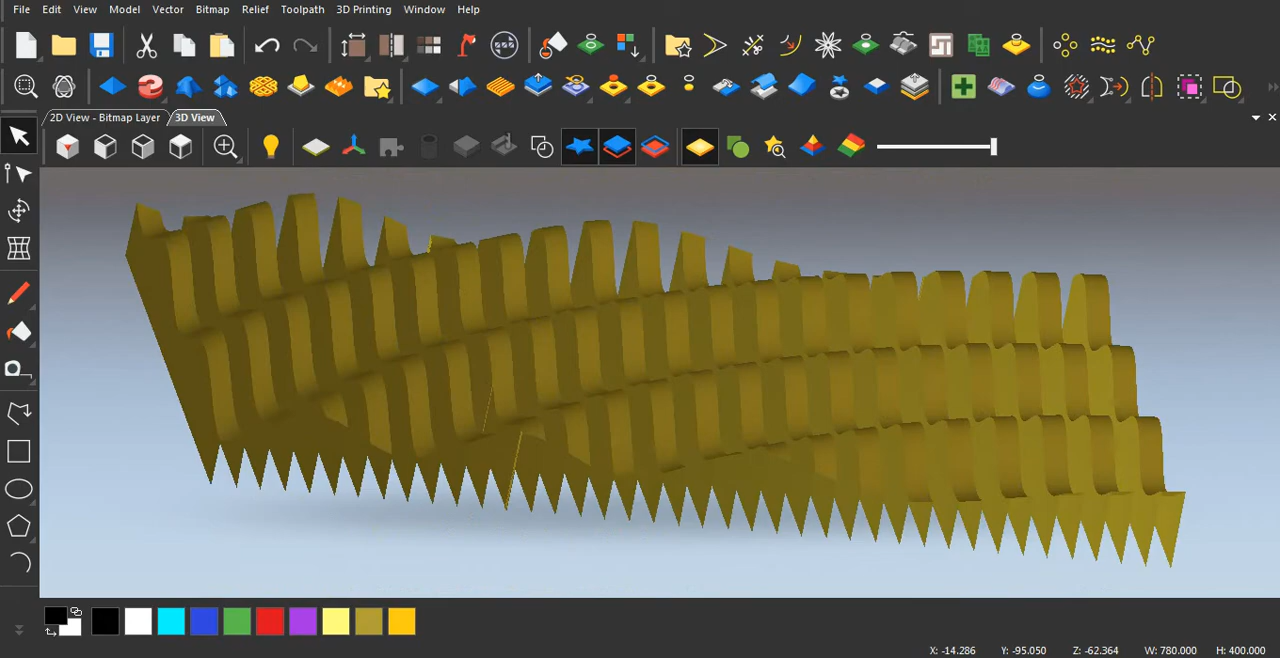 File Edit View Model Vector Bitmap Relief Toolpath 3D Printing Window Help
2D View - Bitmap Layer 3D View
X: -14.286 Y: -95.050 Z: -62.364 W: 780.000 H: 400.000